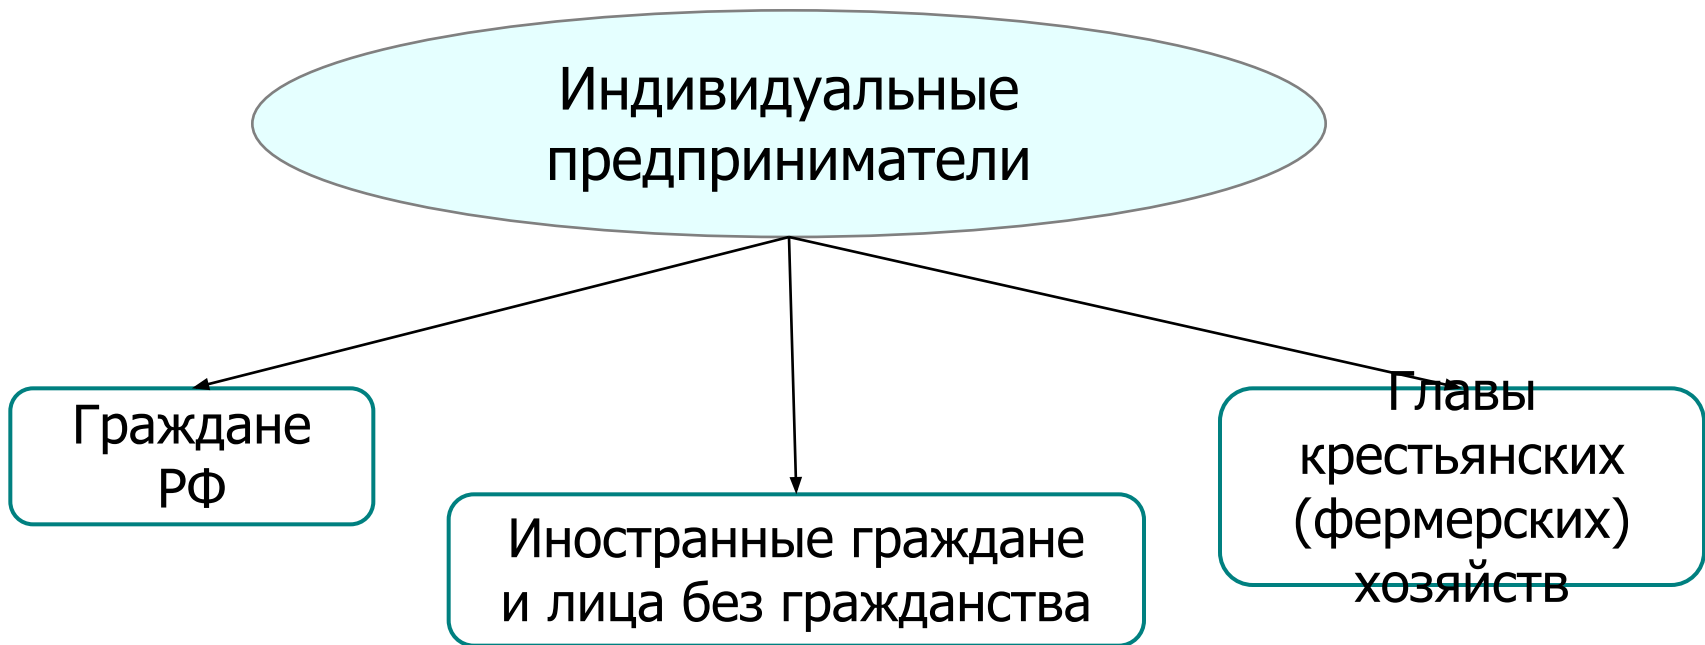 Индивидуальные
предприниматели
Граждане
РФ
Иностранные граждане
и лица без гражданства
Главы
крестьянских
(фермерских)
хозяйств